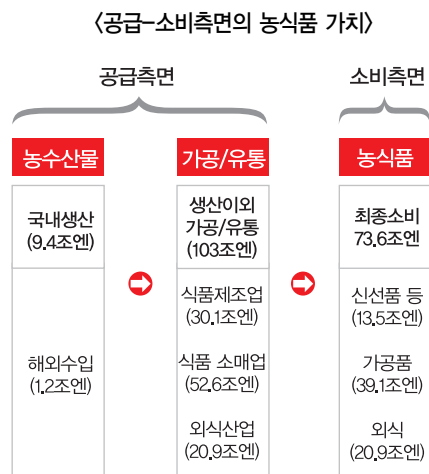 〈공급-소비측면의 농식품 가치〉
공급측면
소비측면
농수산물
가공/유통
농식품
국내생산
(9.4조엔)
해외수입
(1.2조엔)
생산이외
가공/유통
(103조엔)
식품제조업
(30.1조엔)
식품 소매업
(52.6조엔)
외식산업
(20.9조엔)
최종소비
73.6조엔
신선품 등
(13.5조엔)
가공품
(39.1조엔)
외식
(20.9조엔)